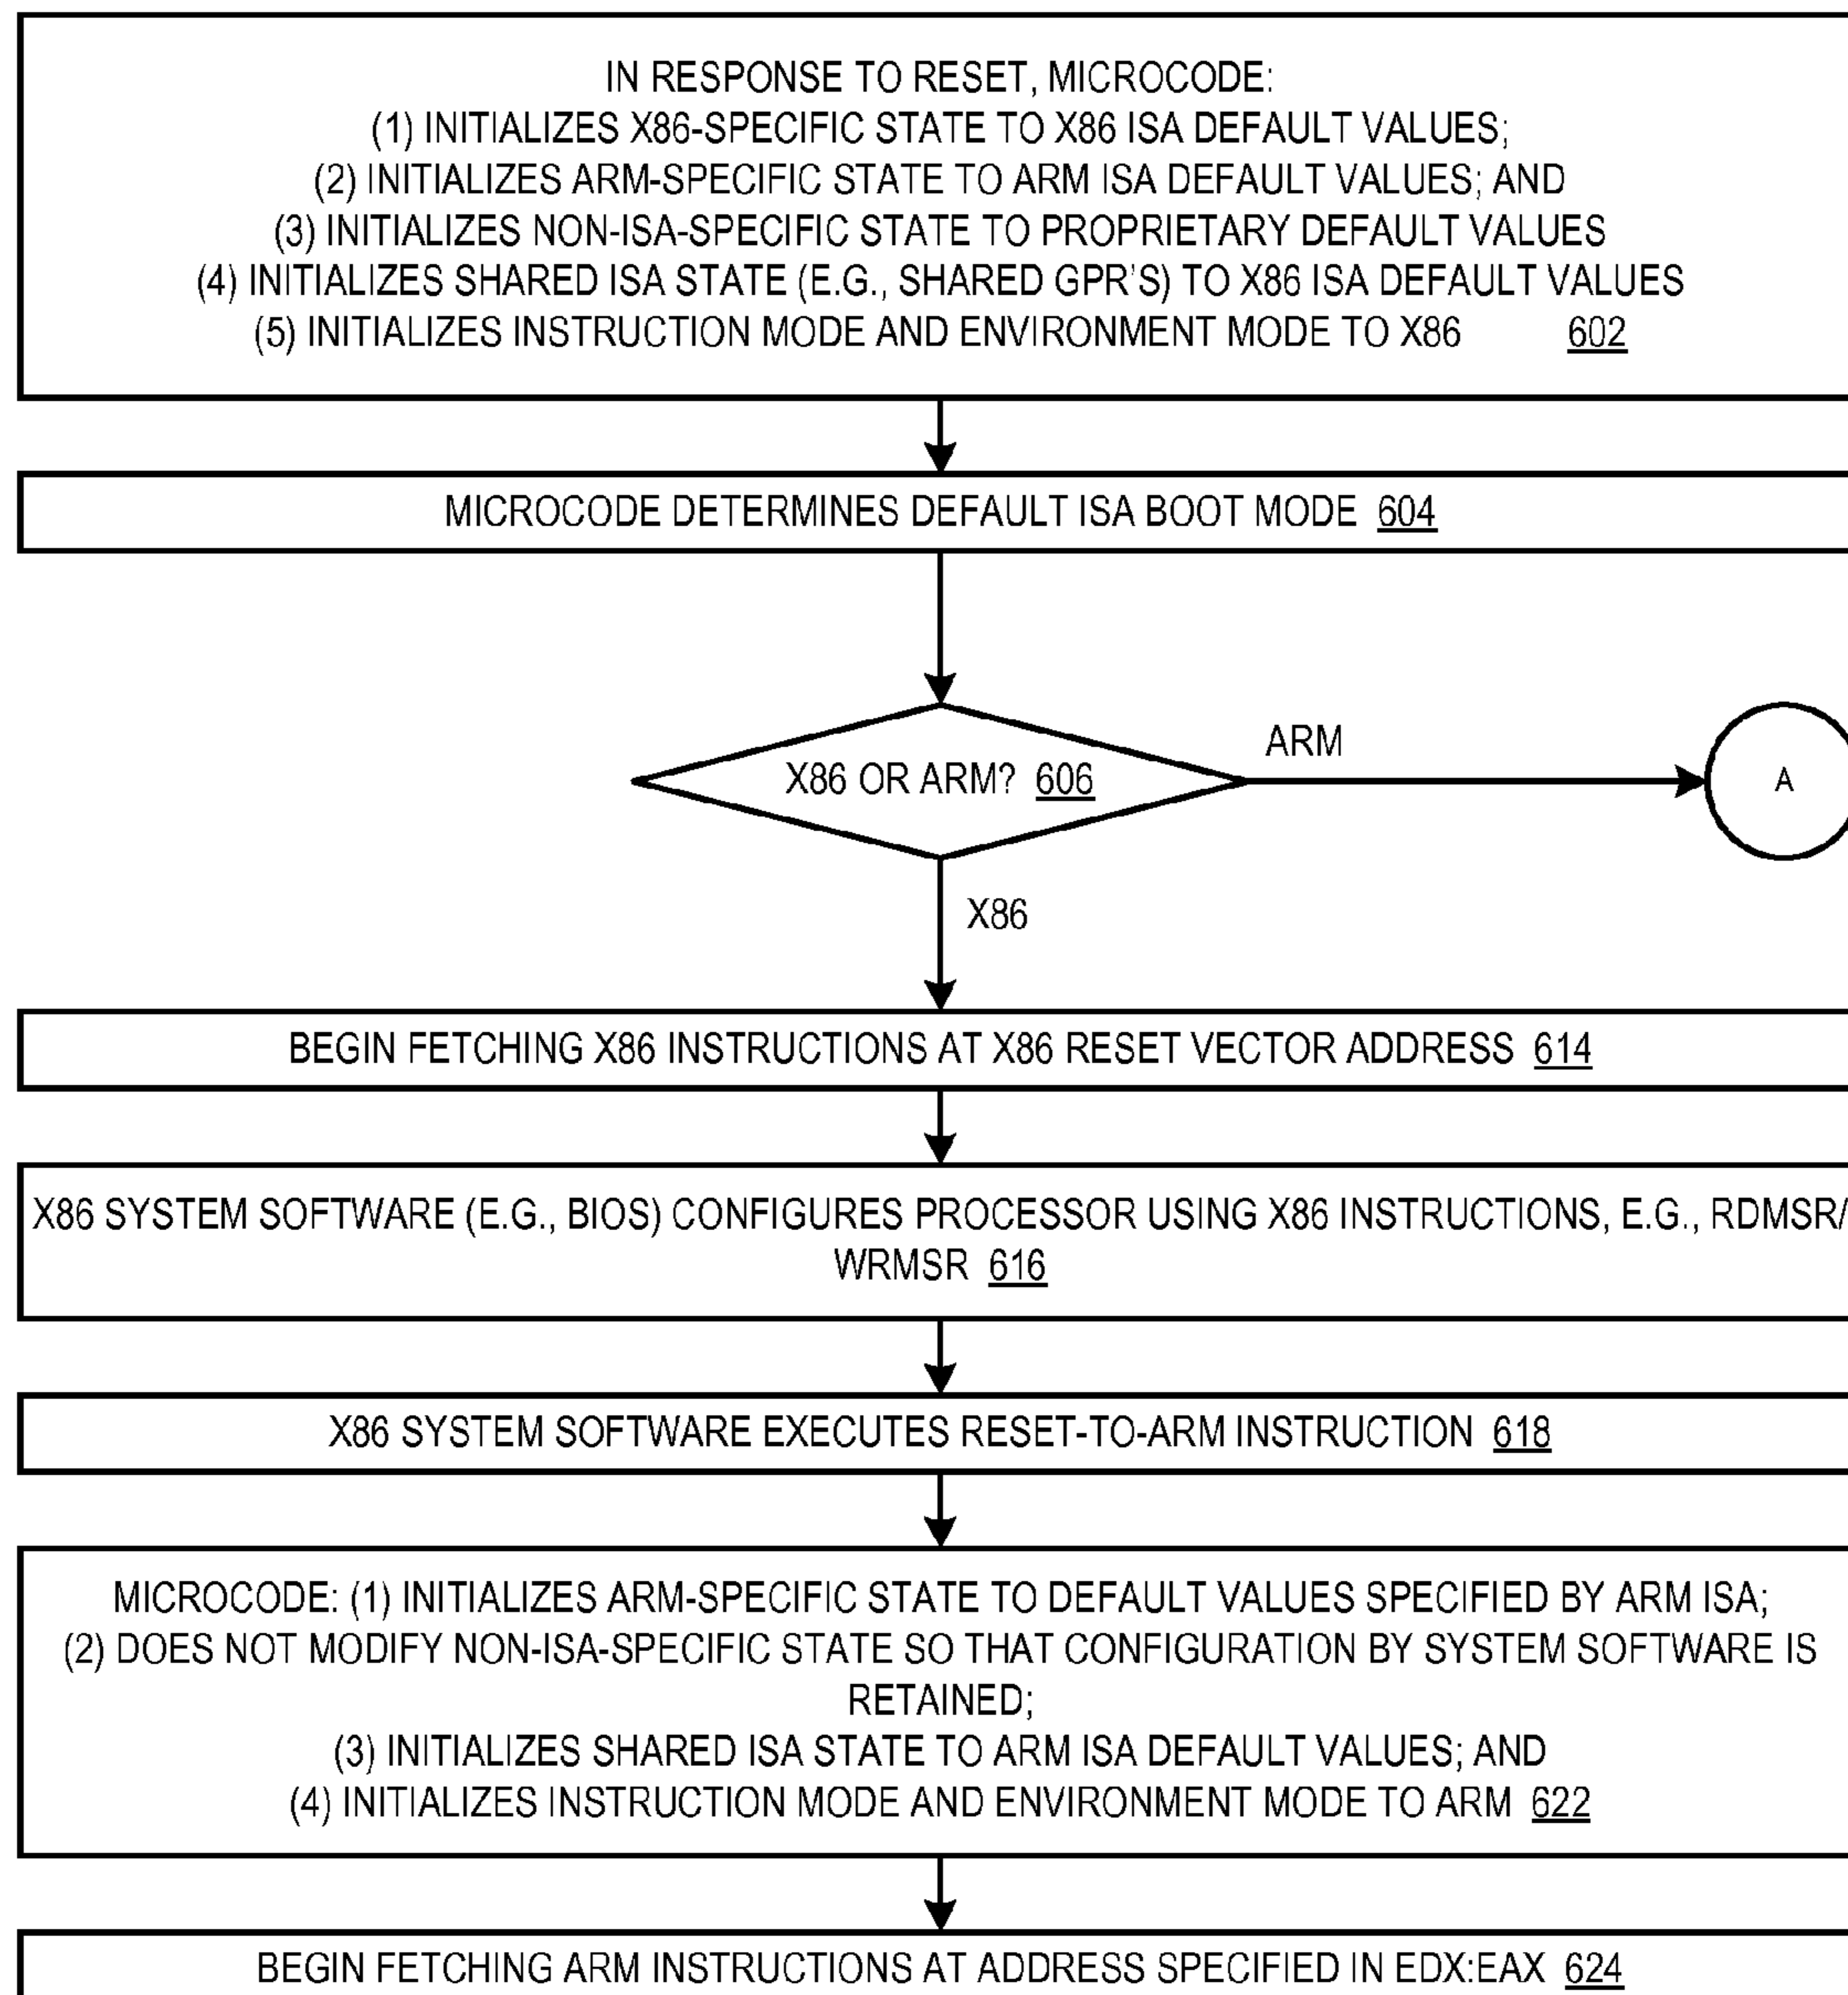 IN RESPONSE TO RESET, MICROCODE:
(1) INITIALIZES X86-SPECIFIC STATE TO X86 ISA DEFAULT VALUES;
(2) INITIALIZES ARM-SPECIFIC STATE TO ARM ISA DEFAULT VALUES; AND
(3) INITIALIZES NON-ISA-SPECIFIC STATE TO PROPRIETARY DEFAULT VALUES
(4) INITIALIZES SHARED ISA STATE (E.G., SHARED GPR'S) TO X86 ISA DEFAULT VALUES
(5) INITIALIZES INSTRUCTION MODE AND ENVIRONMENT MODE TO X86 602
MICROCODE DETERMINES DEFAULT ISA BOOT MODE 604
ARM
X86 OR ARM? 606
A
X86
BEGIN FETCHING X86 INSTRUCTIONS AT X86 RESET VECTOR ADDRESS 614
X86 SYSTEM SOFTWARE (E.G., BIOS) CONFIGURES PROCESSOR USING X86 INSTRUCTIONS, E.G., RDMSR/
WRMSR 616
X86 SYSTEM SOFTWARE EXECUTES RESET-TO-ARM INSTRUCTION 618
MICROCODE: (1) INITIALIZES ARM-SPECIFIC STATE TO DEFAULT VALUES SPECIFIED BY ARM ISA;
(2) DOES NOT MODIFY NON-ISA-SPECIFIC STATE SO THAT CONFIGURATION BY SYSTEM SOFTWARE IS
RETAINED;
(3) INITIALIZES SHARED ISA STATE TO ARM ISA DEFAULT VALUES; AND
(4) INITIALIZES INSTRUCTION MODE AND ENVIRONMENT MODE TO ARM 622
BEGIN FETCHING ARM INSTRUCTIONS AT ADDRESS SPECIFIED IN EDX:EAX 624